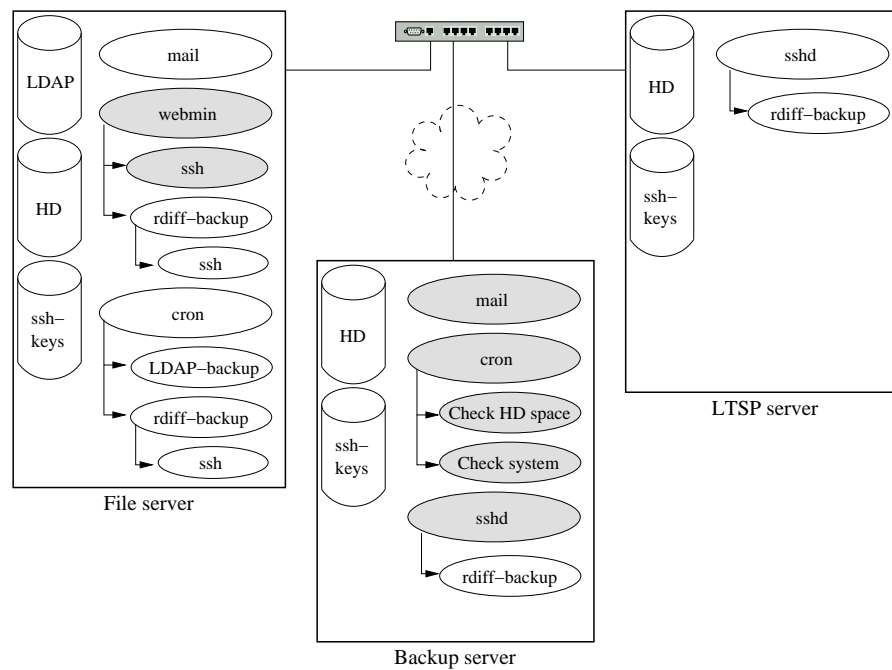 LDAP
HD
ssh−
keys
mail
webmin
ssh
rdiff−backup
ssh
cron
LDAP−backup
rdiff−backup
ssh
File server
HD
ssh−
keys
mail
cron
Check HD space
Check system
sshd
rdiff−backup
Backup server
HD
ssh−
keys
sshd
rdiff−backup
LTSP server